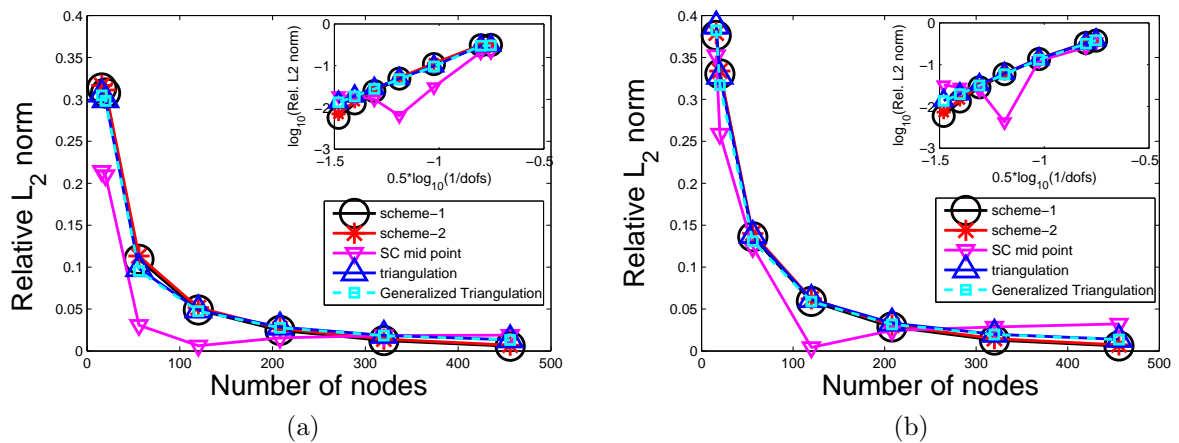 0.4
0.35
0.3
0.25
0.2
0.15
0.1
0.05
0
0 100 200 300 400 500
Relative L2 norm
Number of nodes
0
−1
−2
−3
−1.5 −1 −0.5
log10(Rel. L2 norm)
0.5*log10(1/dofs)
scheme−1
scheme−2
SC mid point
triangulation
Generalized Triangulation
(a)
0.4
0.35
0.3
0.25
0.2
0.15
0.1
0.05
0
0 100 200 300 400 500
Relative L2 norm
Number of nodes
0
−1
−2
−3
−1.5 −1 −0.5
log10(Rel. L2 norm)
0.5*log10(1/dofs)
scheme−1
scheme−2
SC mid point
triangulation
Generalized Triangulation
(b)